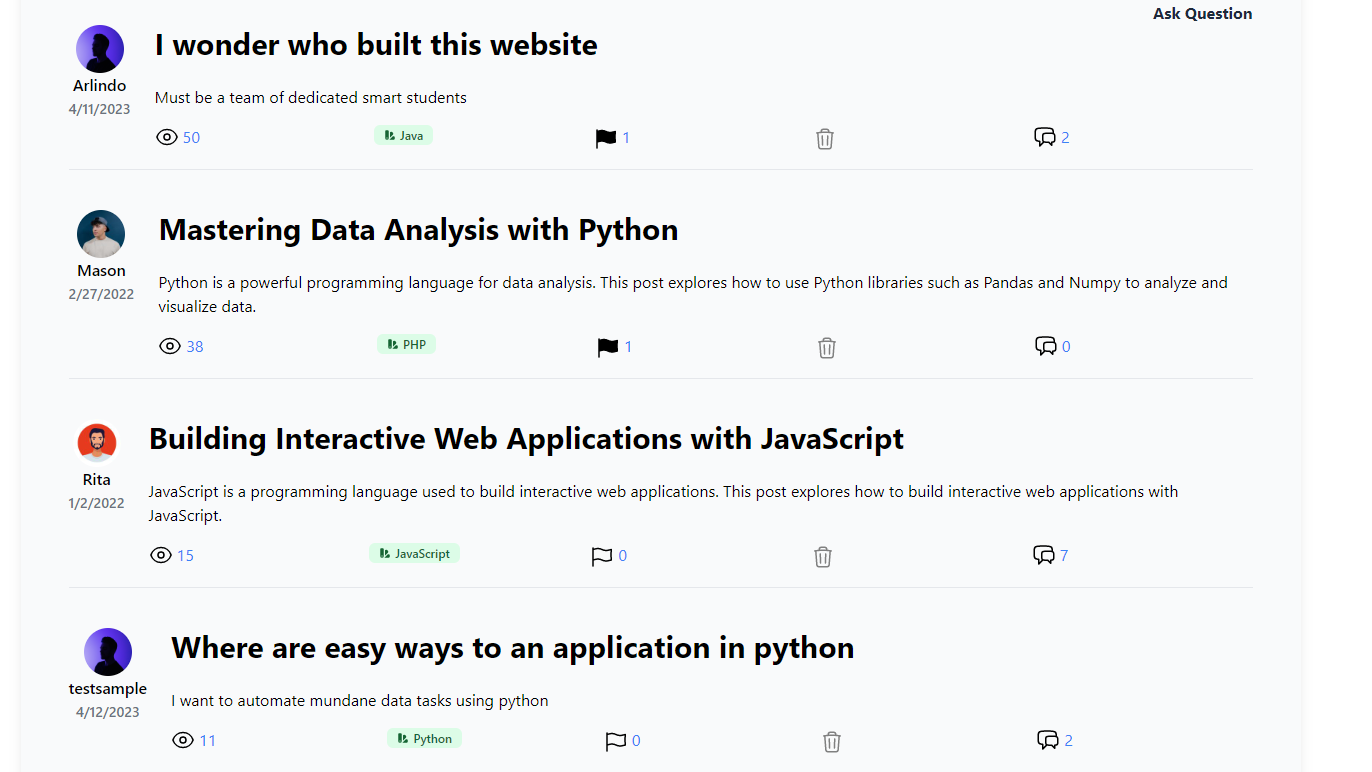 Ask Question
I wonder who built this website
Arlindo
4/11/2023
Must be a team of dedicated smart students
50 Java 1 2
Mastering Data Analysis with Python
Mason
2/27/2022
Python is a powerful programming language for data analysis. This post explores how to use Python libraries such as Pandas and Numpy to analyze and
visualize data.
38 PHP 1 0
Building Interactive Web Applications with JavaScript
Rita
1/2/2022
JavaScript is a programming language used to build interactive web applications. This post explores how to build interactive web applications with
JavaScript.
15 JavaScript 0 7
Where are easy ways to an application in python
testsample
4/12/2023
I want to automate mundane data tasks using python
11 Python 0 2